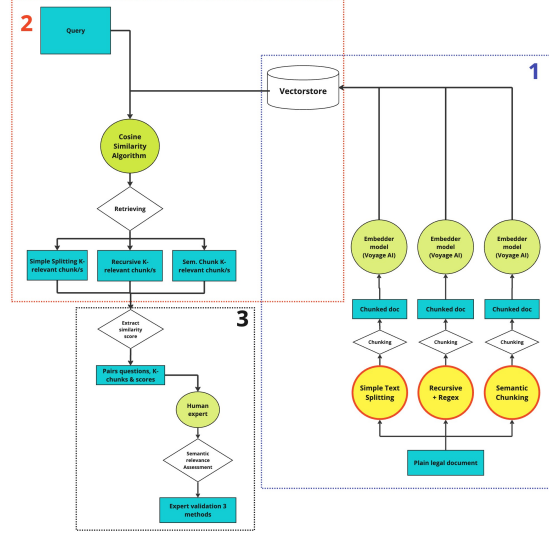 2
Query
1
Vectorstore
Cosine
Similarity
Algorithm
Retrieving
Simple Splitting K-
relevant chunk/s
Recursive K-
relevant chunk/s
Sem. Chunk K-
relevant chunk/s
Embedder
model
(Voyage AI)
Embedder
model
(Voyage AI)
Embedder
model
(Voyage AI)
Chunked doc
Chunked doc
Chunked doc
Chunking
Chunking
Chunking
Simple Text
Splitting
Recursive
+ Regex
Semantic
Chunking
Plain legal document
3
Extract
similarity
score
Pairs questions, K-
chunks & scores
Human
expert
Semantic
relevance
Assessment
Expert validation 3
methods